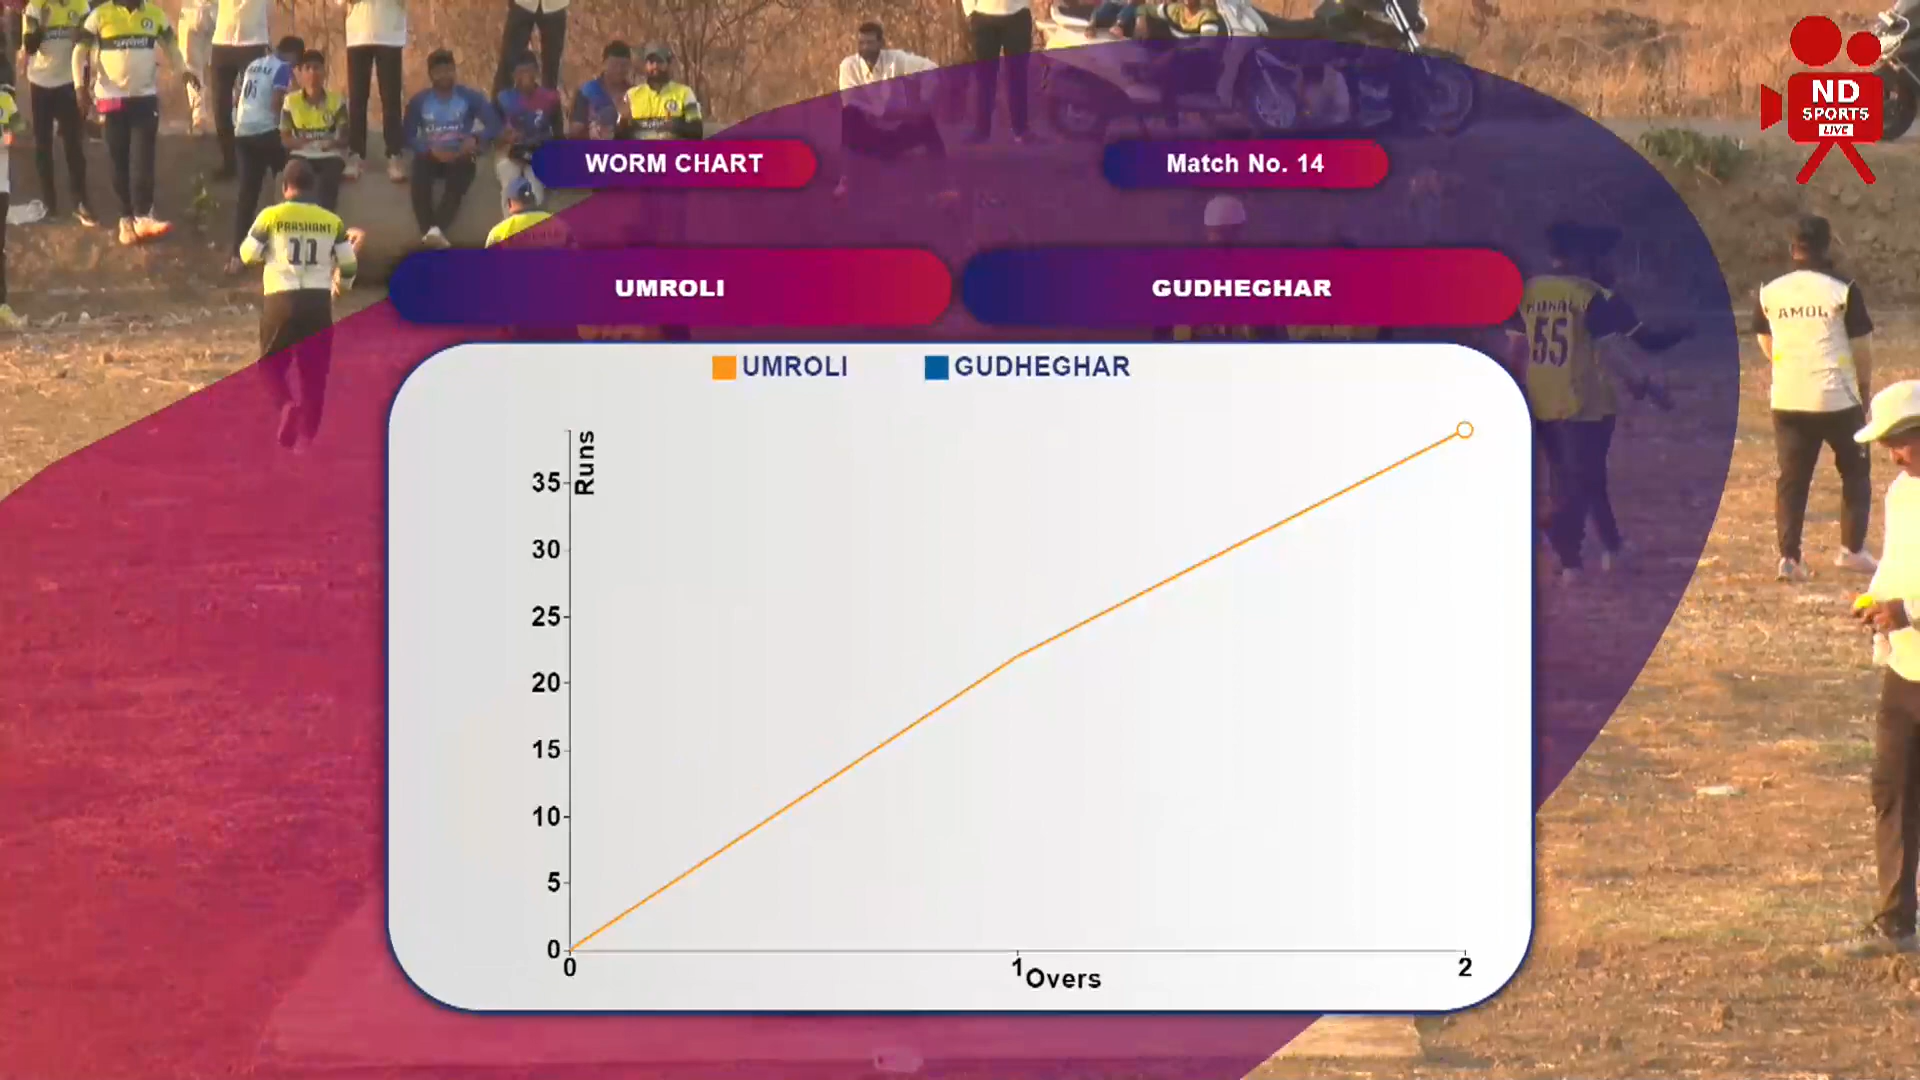 ND
SPORTS
LIVE
WORM CHART
Match No. 14
PRASHANT
11
UMROLI
GUDHEGHAR
55
AMOL
UMROLI
GUDHEGHAR
Runs
35
30
25
20
15
10
5
0
0
1
2
Overs